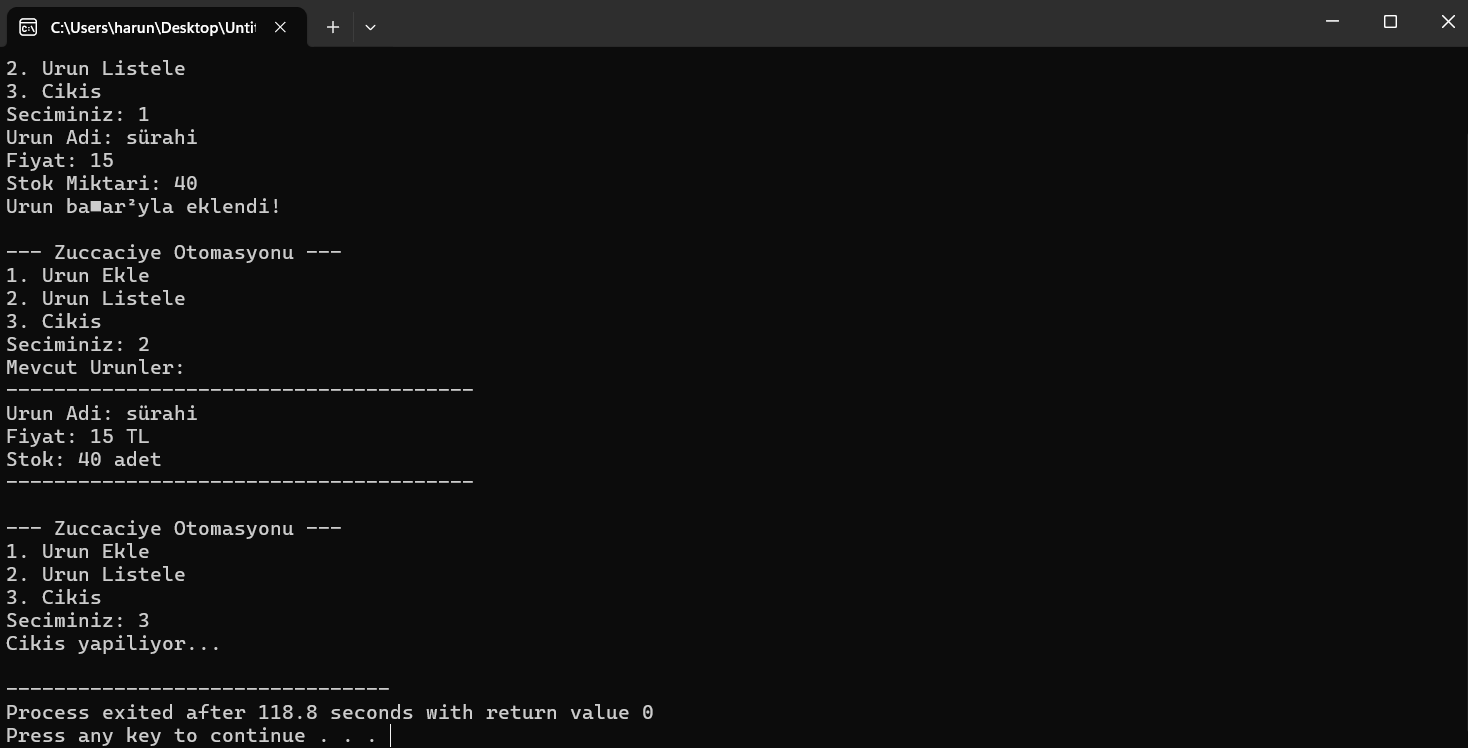 C:\Users\harun\Desktop\Unti
2. Urun Listele
3. Cikis
Seciminiz: 1
Urun Adi: sürahi
Fiyat: 15
Stok Miktari: 40
Urun ba■ar²yla eklendi!
--- Zuccaciye Otomasyonu ---
1. Urun Ekle
2. Urun Listele
3. Cikis
Seciminiz: 2
Mevcut Urunler:
---------------------------------------
Urun Adi: sürahi
Fiyat: 15 TL
Stok: 40 adet
---------------------------------------
--- Zuccaciye Otomasyonu ---
1. Urun Ekle
2. Urun Listele
3. Cikis
Seciminiz: 3
Cikis yapiliyor...
--------------------------------
Process exited after 118.8 seconds with return value 0
Press any key to continue . . .